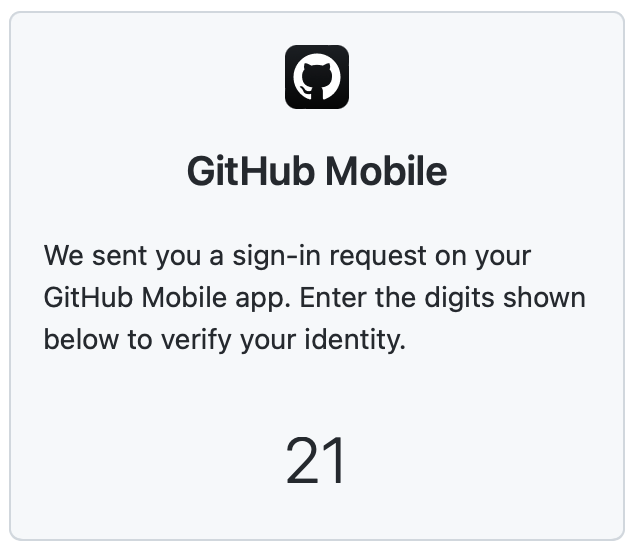 GitHub Mobile
We sent you a sign-in request on your
GitHub Mobile app. Enter the digits shown
below to verify your identity.
21